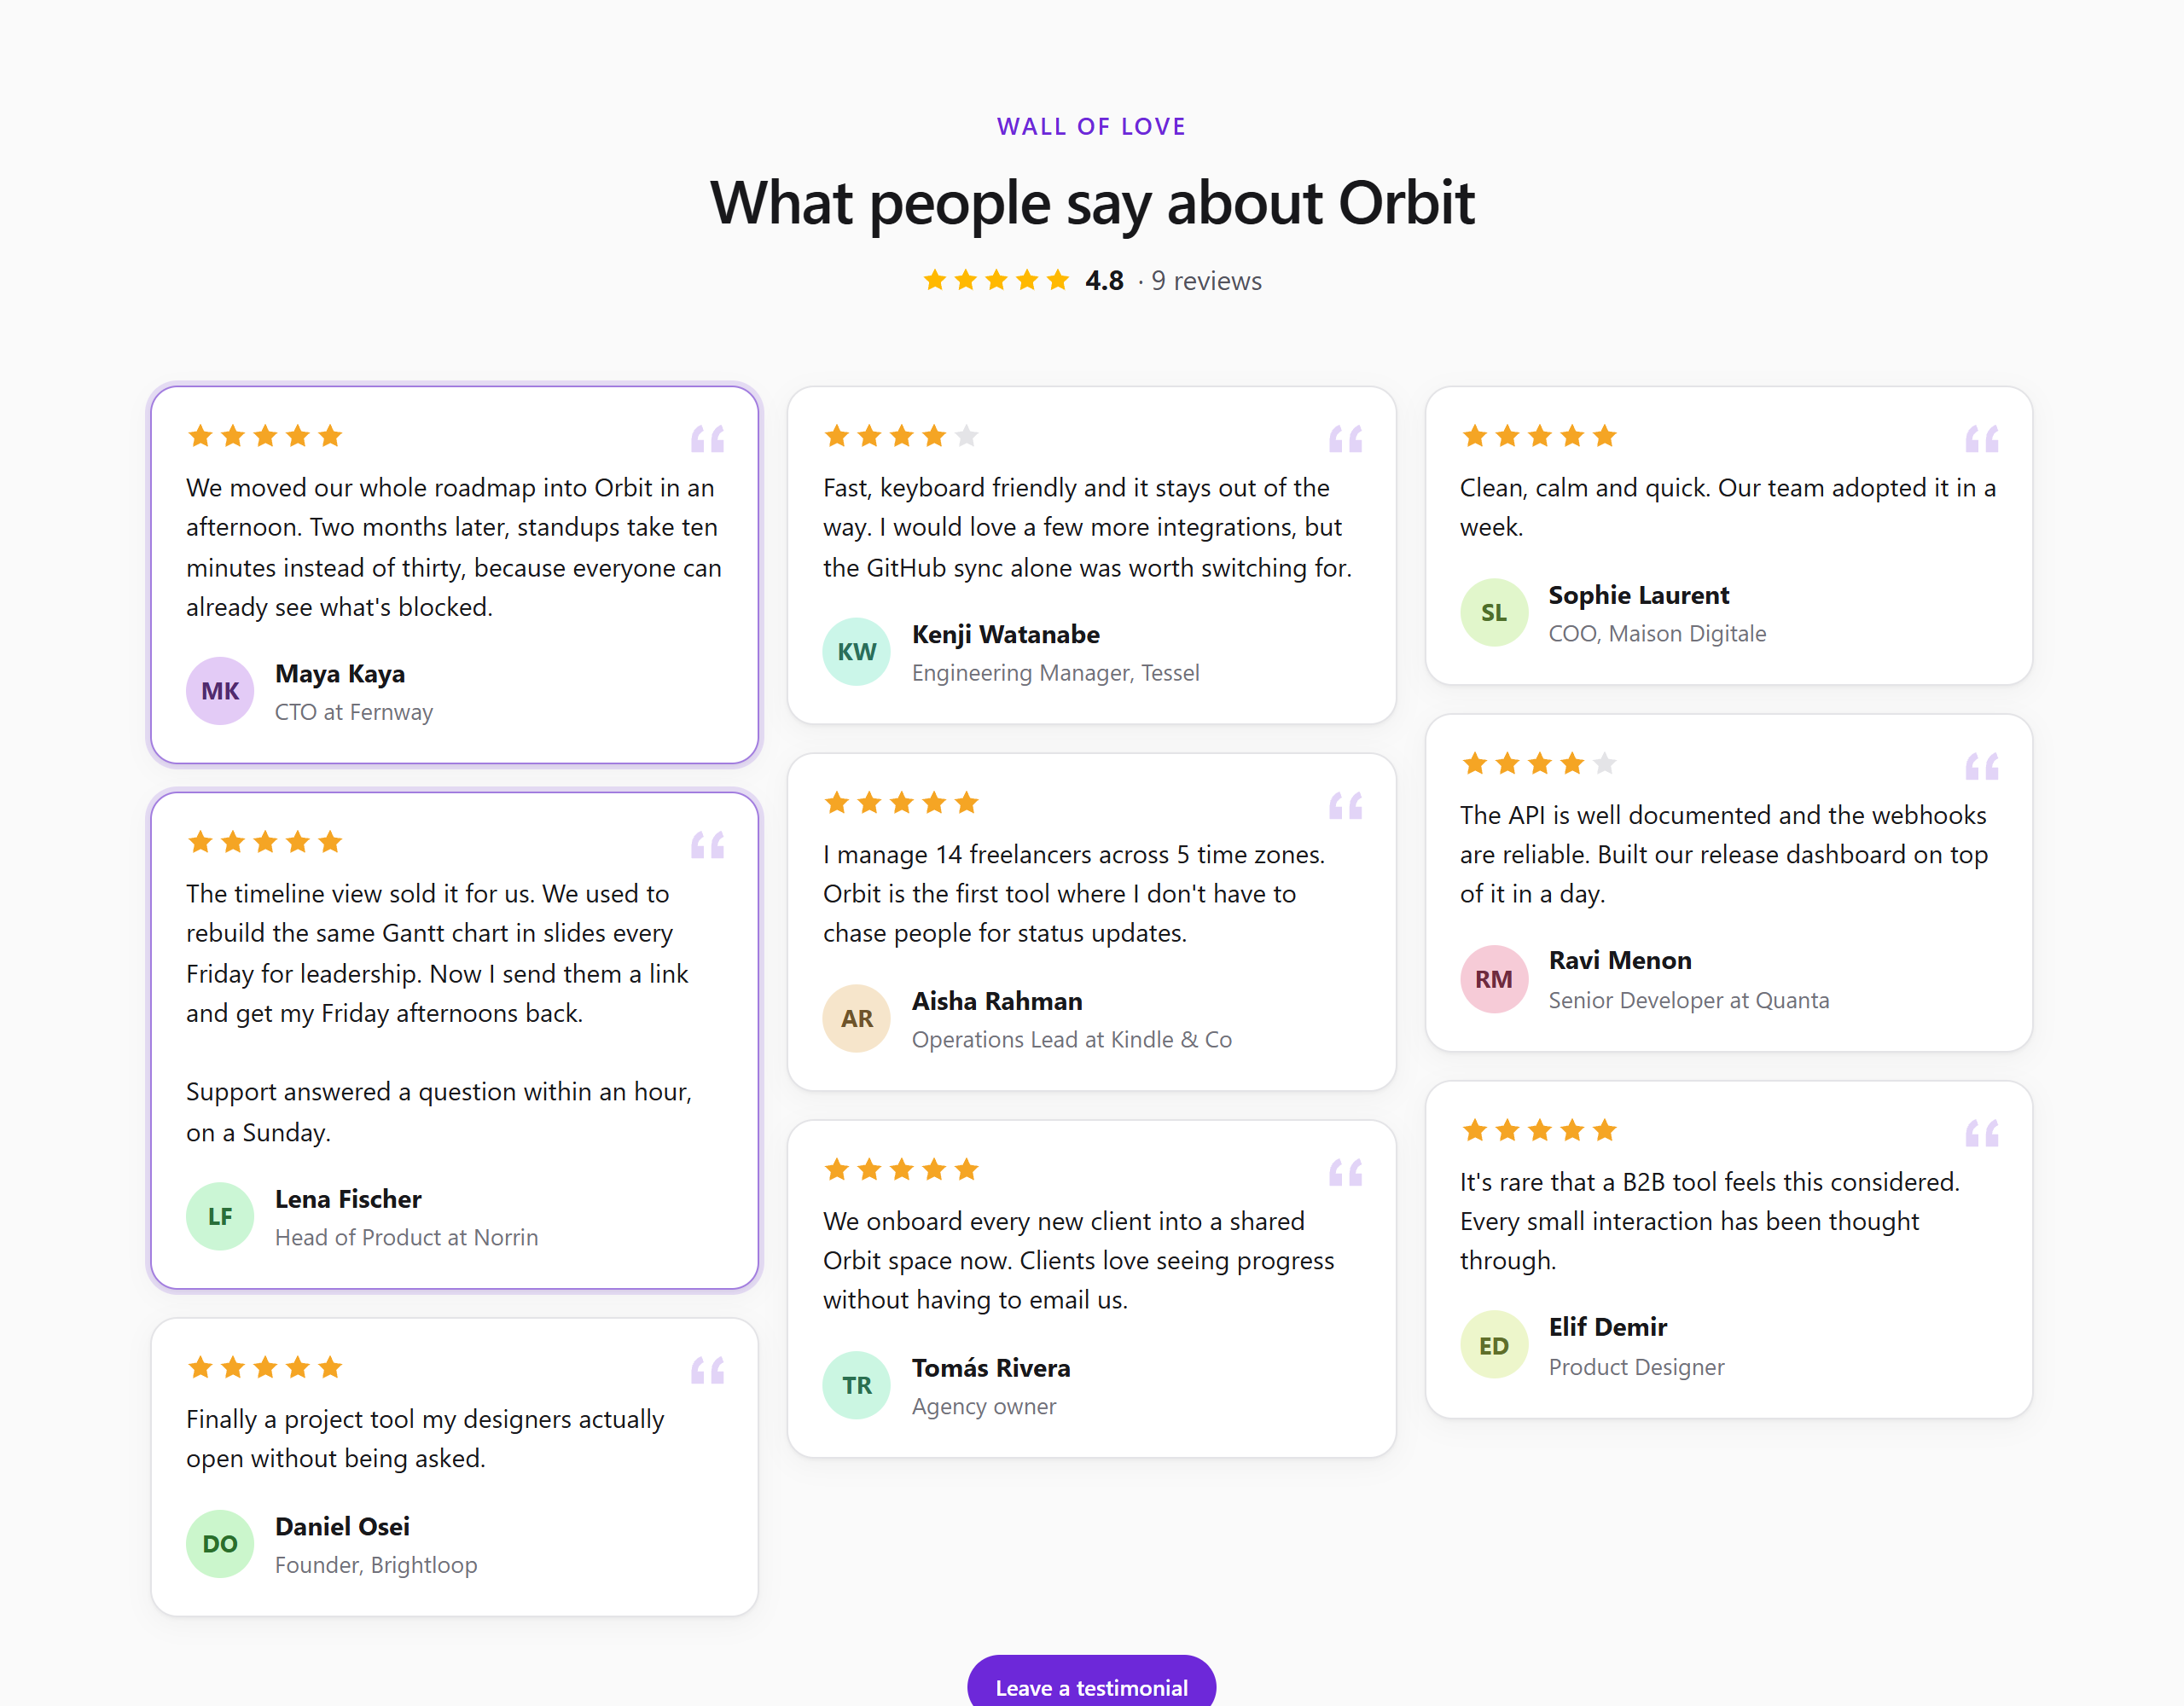 WALL OF LOVE
What people say about Orbit
4.8 · 9 reviews
We moved our whole roadmap into Orbit in an
afternoon. Two months later, standups take ten
minutes instead of thirty, because everyone can
already see what's blocked.
MK
Maya Kaya
CTO at Fernway
The timeline view sold it for us. We used to
rebuild the same Gantt chart in slides every
Friday for leadership. Now I send them a link
and get my Friday afternoons back.
Support answered a question within an hour,
on a Sunday.
LF
Lena Fischer
Head of Product at Norrin
Finally a project tool my designers actually
open without being asked.
DO
Daniel Osei
Founder, Brightloop
Fast, keyboard friendly and it stays out of the
way. I would love a few more integrations, but
the GitHub sync alone was worth switching for.
KW
Kenji Watanabe
Engineering Manager, Tessel
I manage 14 freelancers across 5 time zones.
Orbit is the first tool where I don't have to
chase people for status updates.
AR
Aisha Rahman
Operations Lead at Kindle & Co
We onboard every new client into a shared
Orbit space now. Clients love seeing progress
without having to email us.
TR
Tomás Rivera
Agency owner
Clean, calm and quick. Our team adopted it in a
week.
SL
Sophie Laurent
COO, Maison Digitale
The API is well documented and the webhooks
are reliable. Built our release dashboard on top
of it in a day.
RM
Ravi Menon
Senior Developer at Quanta
It's rare that a B2B tool feels this considered.
Every small interaction has been thought
through.
ED
Elif Demir
Product Designer
Leave a testimonial